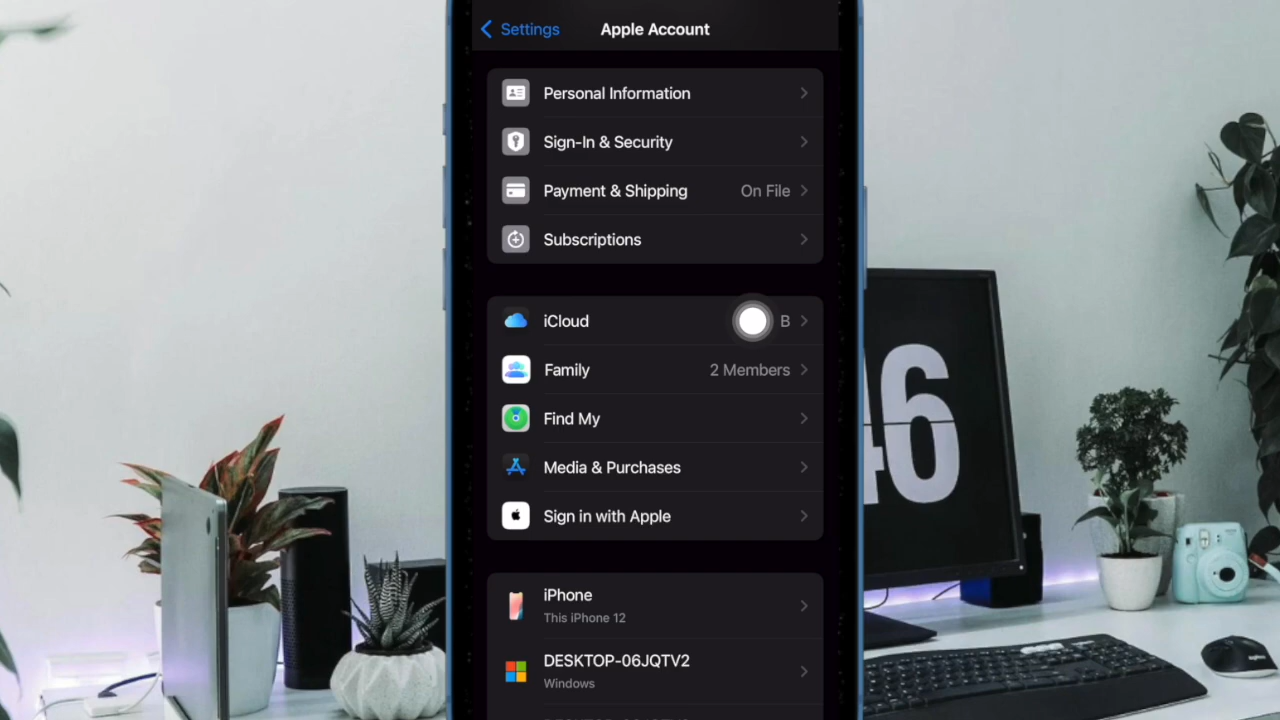 Settings
Apple Account
Personal Information
Sign-In & Security
Payment & Shipping On File
Subscriptions
iCloud B
Family 2 Members
Find My
Media & Purchases
Sign in with Apple
iPhone
This iPhone 12
DESKTOP-06JQTV2
Windows
46